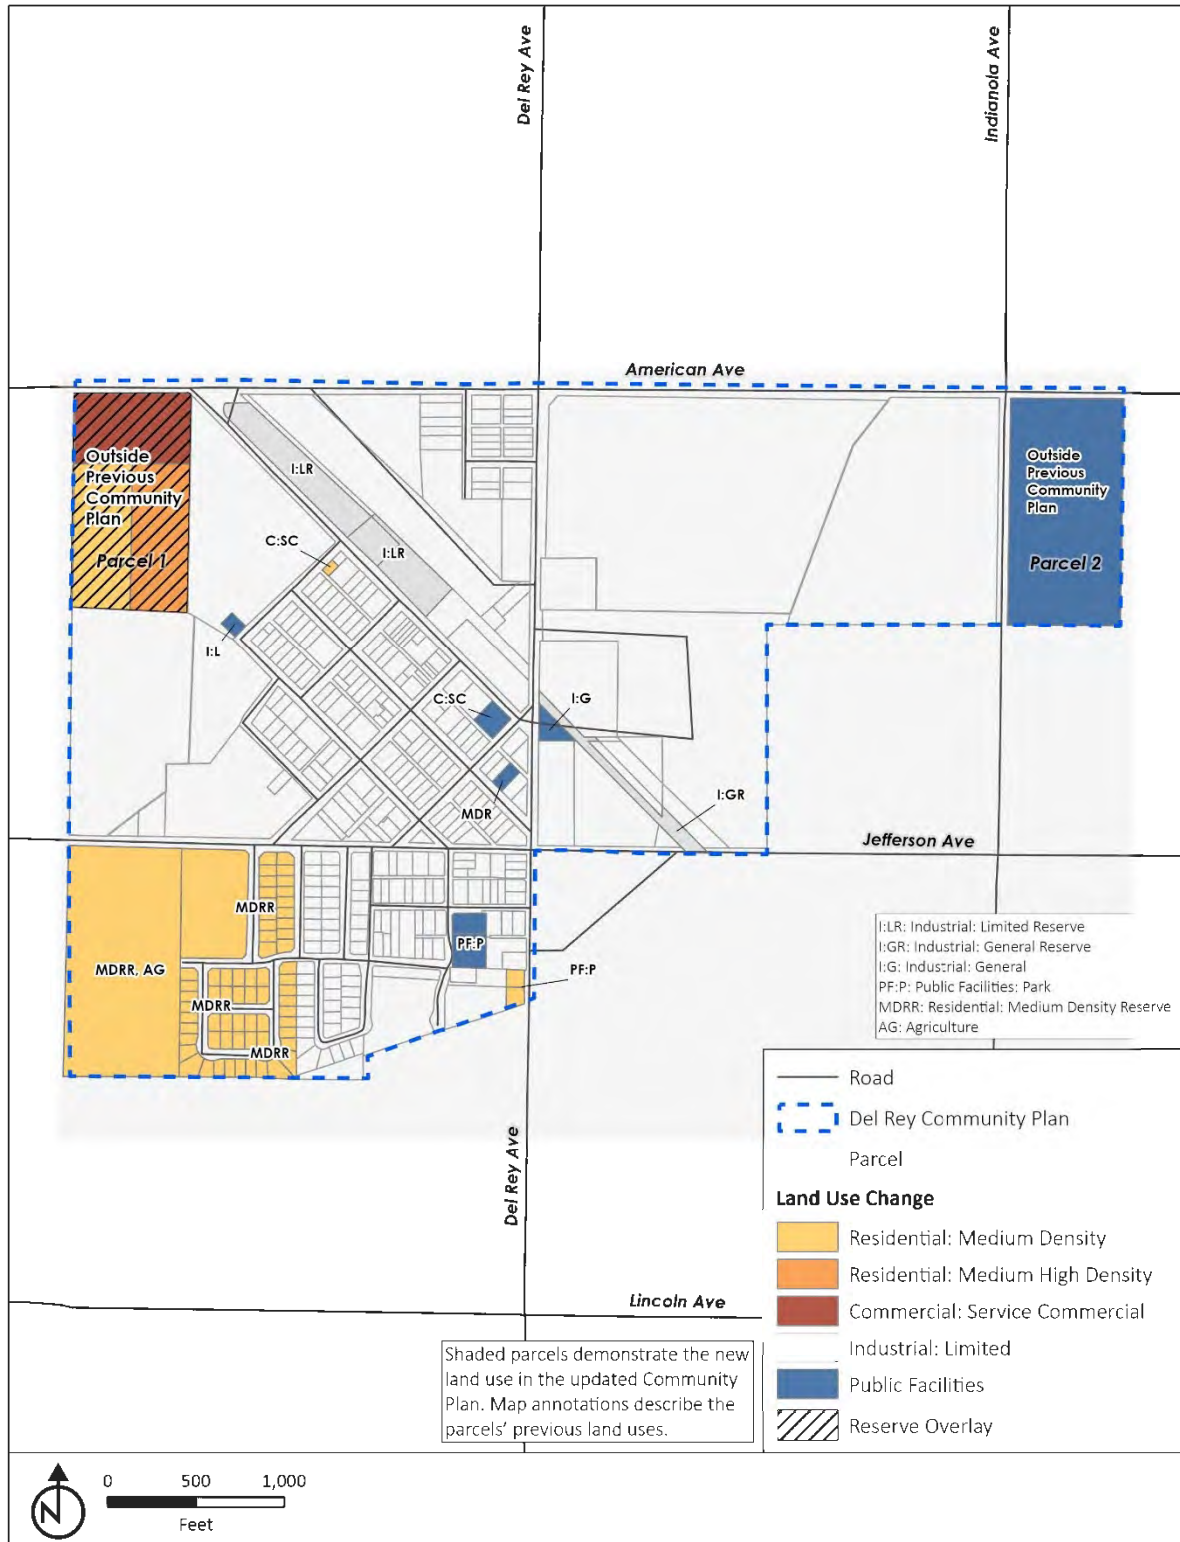 Del Rey Ave
Indianola Ave
American Ave
Outside
Previous
Community
Plan
Parcel 1
I:LR
I:LR
C:SC
I:L
Outside
Previous
Community
Plan
Parcel 2
C:SC
I:G
MDR
I:GR
Jefferson Ave
MDRR
MDRR, AG
MDRR
MDRR
PF:P
PF:P
I:LR: Industrial: Limited Reserve
I:GR: Industrial: General Reserve
I:G: Industrial: General
PF:P: Public Facilities: Park
MDRR: Residential: Medium Density Reserve
AG: Agriculture
Del Rey Ave
Lincoln Ave
Road
Del Rey Community Plan
Parcel
Land Use Change
Residential: Medium Density
Residential: Medium High Density
Commercial: Service Commercial
Industrial: Limited
Public Facilities
Reserve Overlay
Shaded parcels demonstrate the new
land use in the updated Community
Plan. Map annotations describe the
parcels' previous land uses.
N
0 500 1,000
Feet